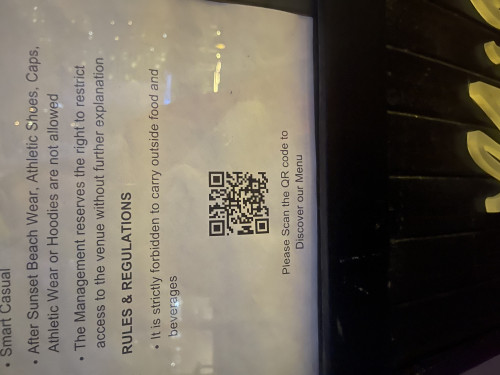 • Smart Casual
• After Sunset Beach Wear, Athletic Shoes, Caps,
Athletic Wear or Hoodies are not allowed
• The Management reserves the right to restrict
access to the venue without further explanation
RULES & REGULATIONS
• It is strictly forbidden to carry outside food and
beverages
Please Scan the QR code to
Discover our Menu